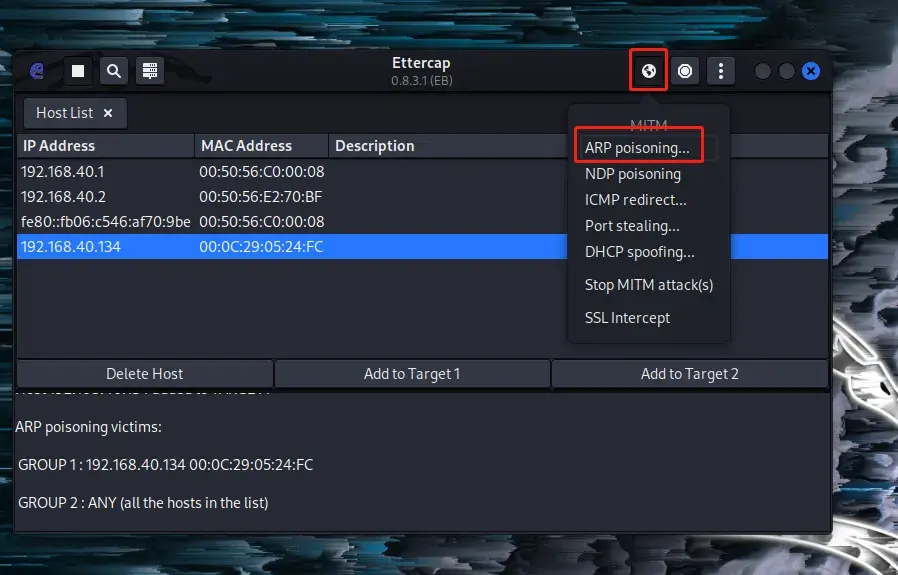 Ettercap
0.8.3.1 (EB)
Host List ×
IP Address MAC Address Description
192.168.40.1 00:50:56:C0:00:08
192.168.40.2 00:50:56:E2:70:BF
fe80::fb06:c546:af70:9be 00:50:56:C0:00:08
192.168.40.134 00:0C:29:05:24:FC
MITM
ARP poisoning...
NDP poisoning
ICMP redirect...
Port stealing...
DHCP spoofing...
Stop MITM attack(s)
SSL Intercept
Delete Host Add to Target 1 Add to Target 2
ARP poisoning victims:
GROUP 1 : 192.168.40.134 00:0C:29:05:24:FC
GROUP 2 : ANY (all the hosts in the list)